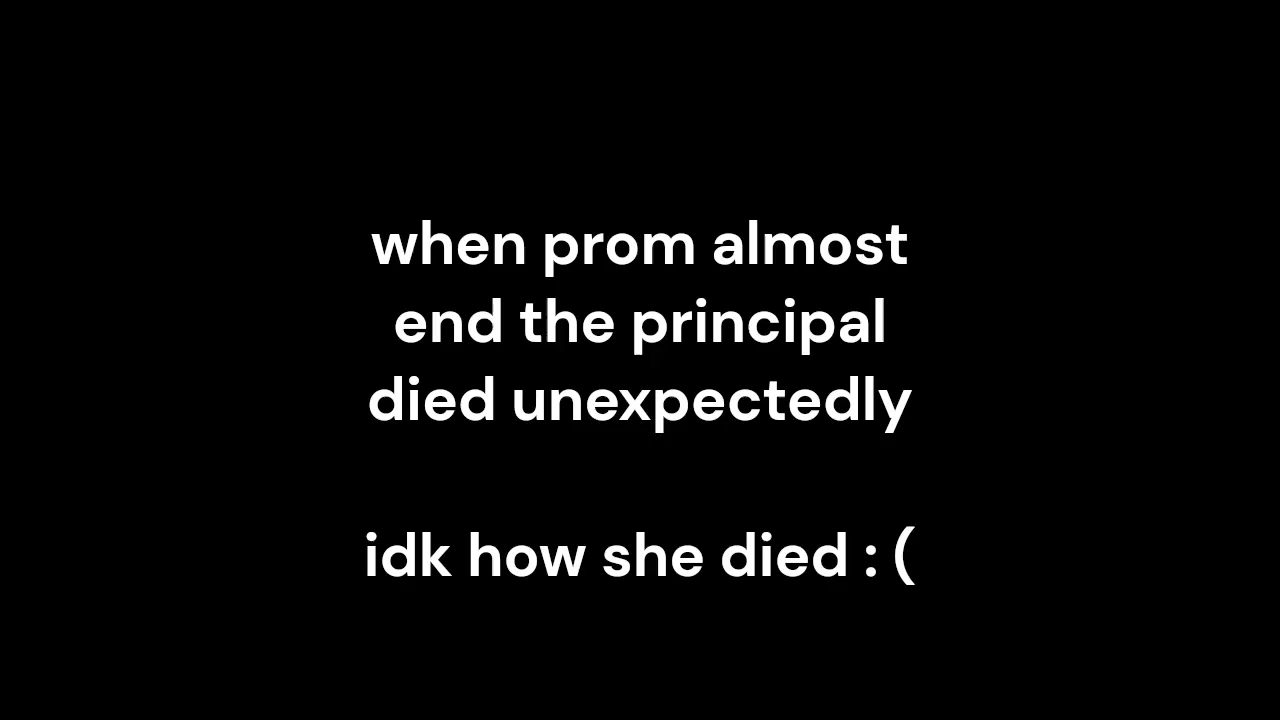 when prom almost
end the principal
died unexpectedly
idk how she died : (